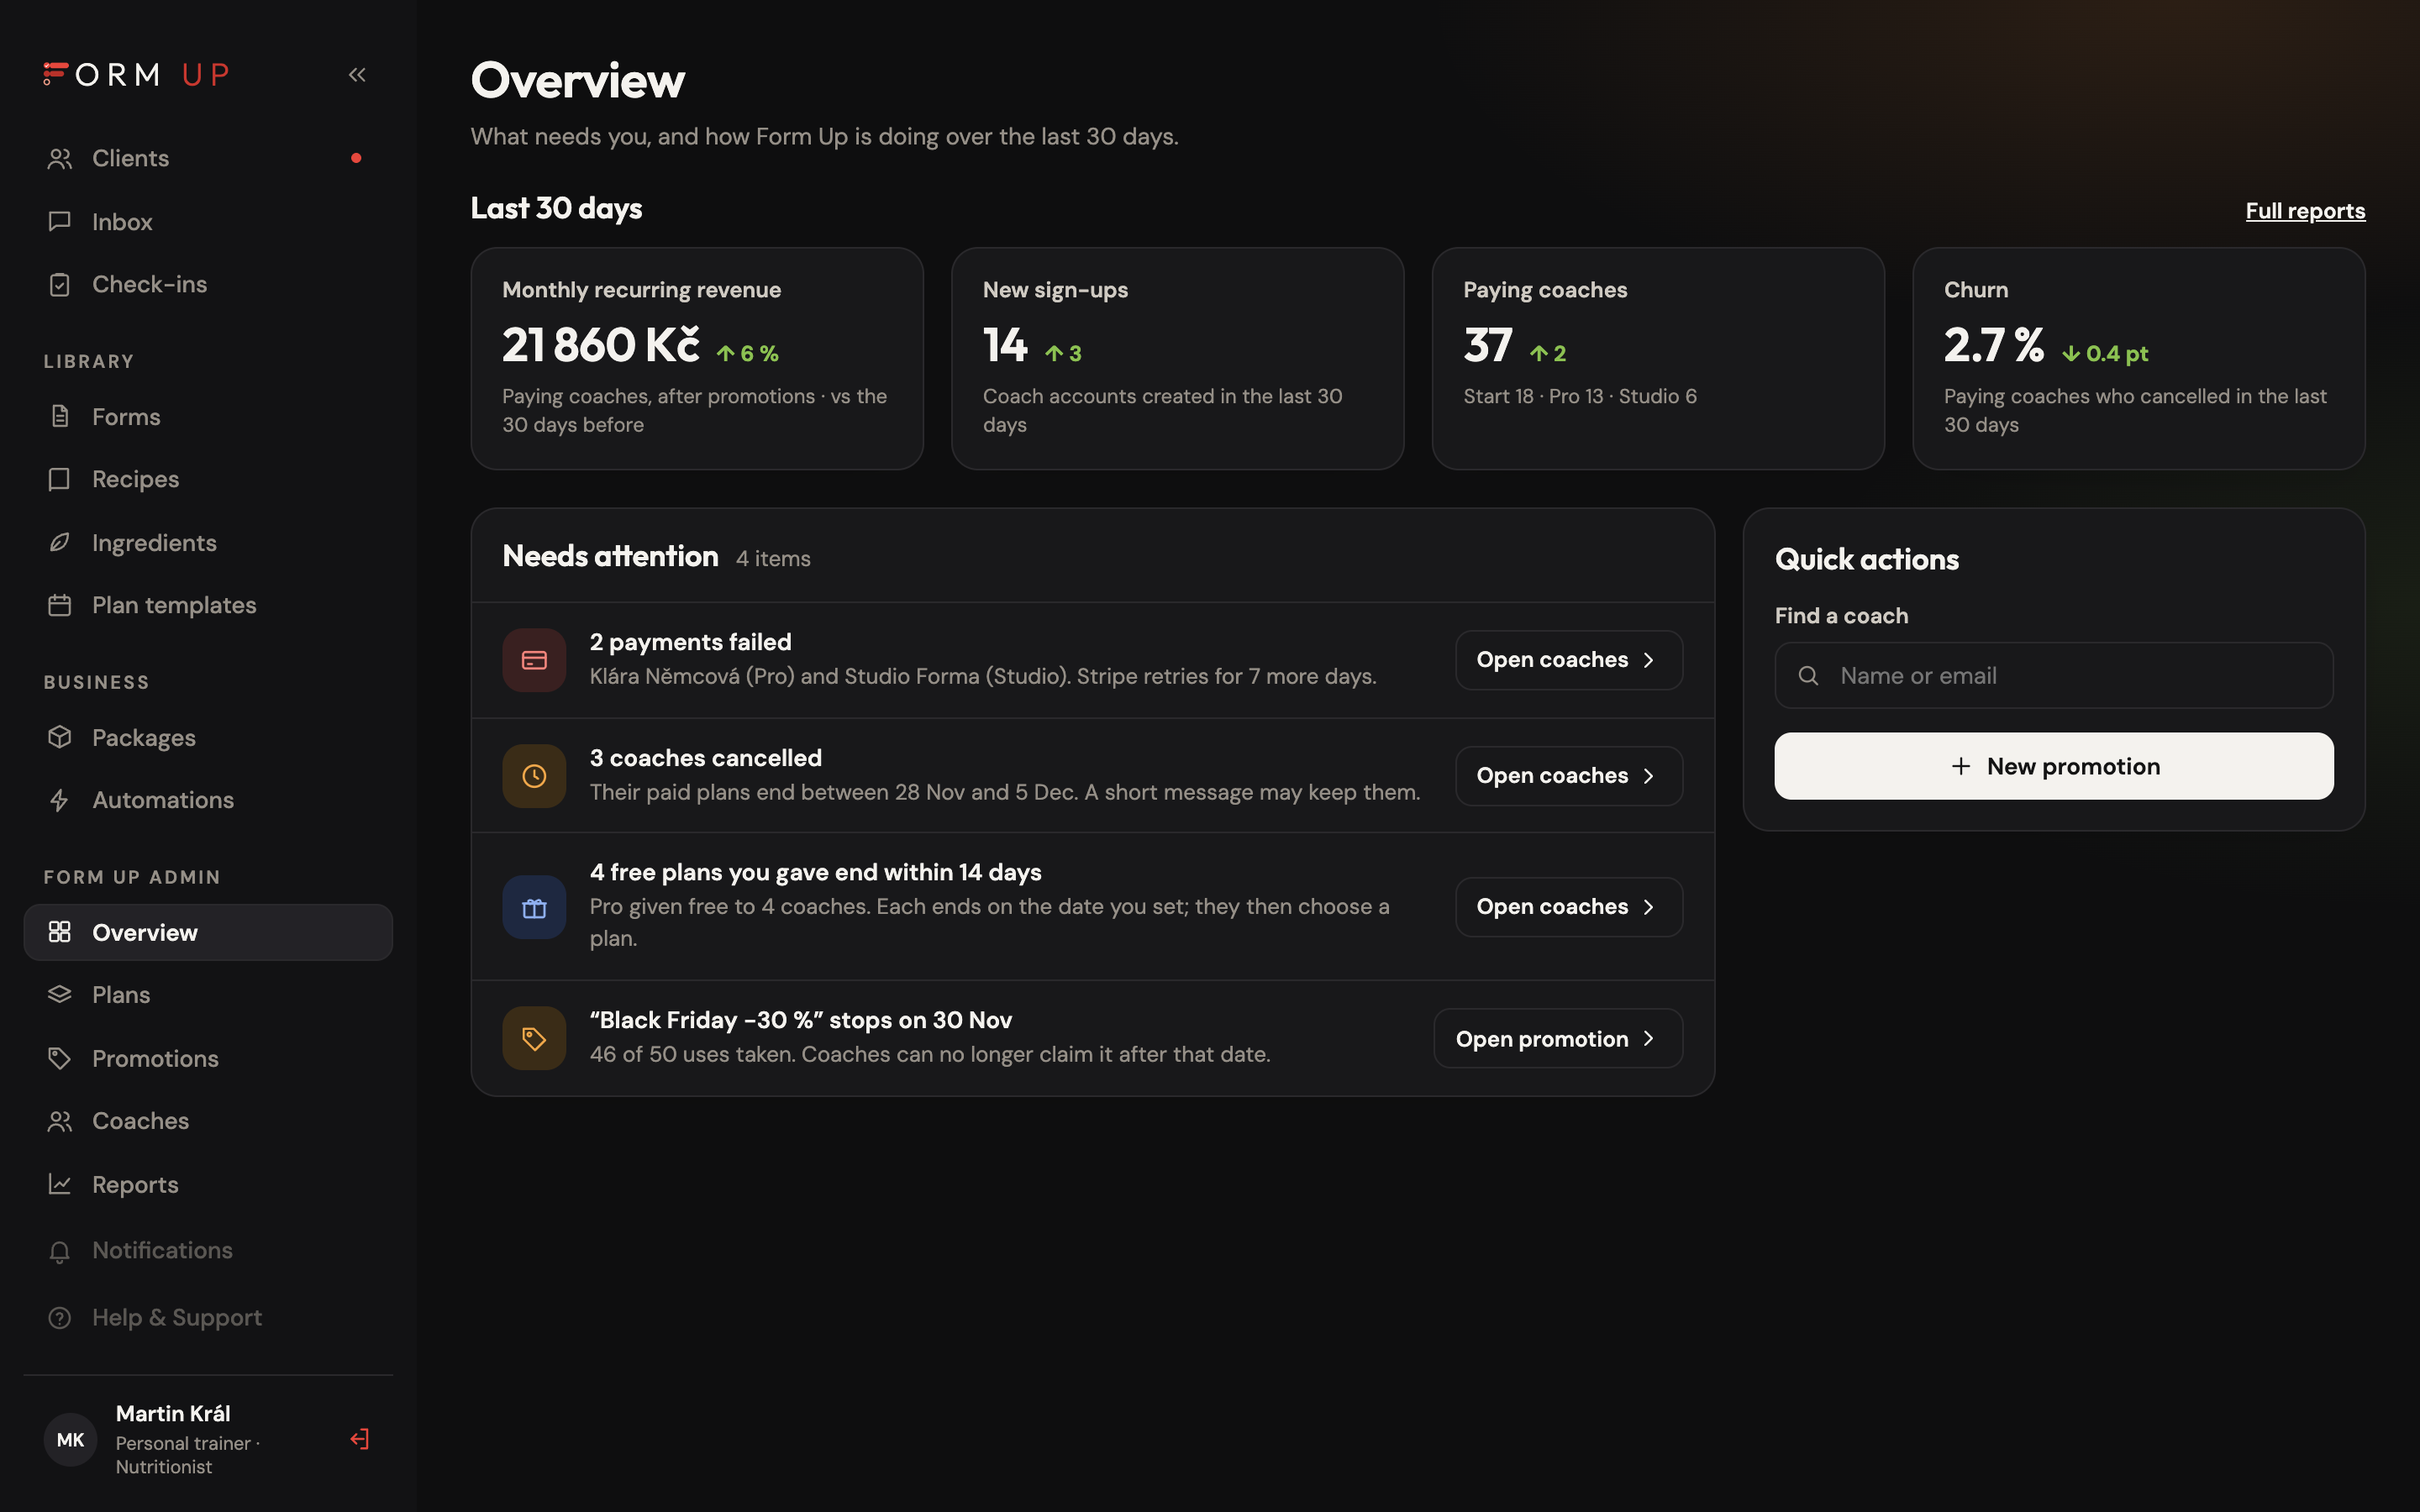 FORM UP
Clients
Inbox
Check-ins
LIBRARY
Forms
Recipes
Ingredients
Plan templates
BUSINESS
Packages
Automations
FORM UP ADMIN
Overview
Plans
Promotions
Coaches
Reports
Notifications
Help & Support
MK
Martin Král
Personal trainer ·
Nutritionist
Overview
What needs you, and how Form Up is doing over the last 30 days.
Last 30 days
Full reports
Monthly recurring revenue
21 860 Kč ↑ 6 %
Paying coaches, after promotions · vs the
30 days before
New sign-ups
14 ↑ 3
Coach accounts created in the last 30
days
Paying coaches
37 ↑ 2
Start 18 · Pro 13 · Studio 6
Churn
2.7 % ↓ 0.4 pt
Paying coaches who cancelled in the last
30 days
Needs attention 4 items
2 payments failed
Klára Němcová (Pro) and Studio Forma (Studio). Stripe retries for 7 more days.
Open coaches
3 coaches cancelled
Their paid plans end between 28 Nov and 5 Dec. A short message may keep them.
Open coaches
4 free plans you gave end within 14 days
Pro given free to 4 coaches. Each ends on the date you set; they then choose a
plan.
Open coaches
“Black Friday −30 %” stops on 30 Nov
46 of 50 uses taken. Coaches can no longer claim it after that date.
Open promotion
Quick actions
Find a coach
Name or email
+ New promotion